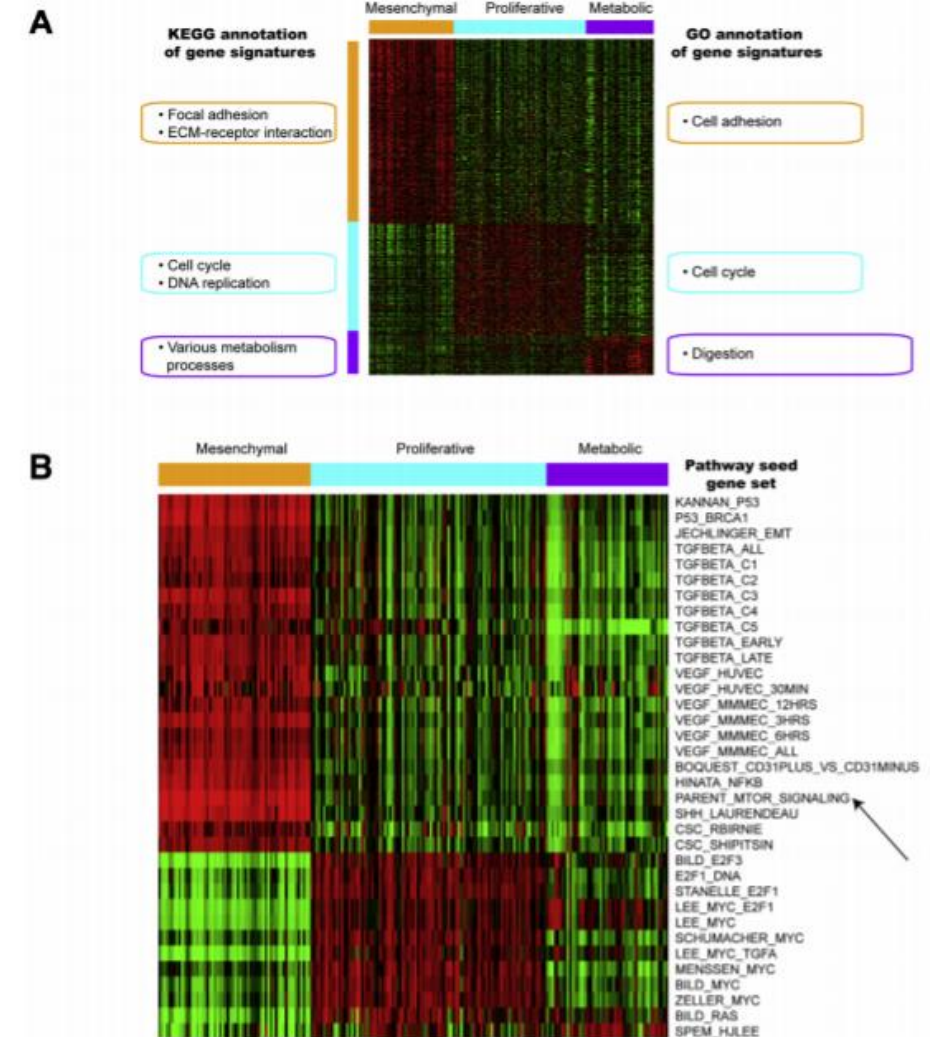 A
Mesenchymal Proliferative Metabolic
KEGG annotation
of gene signatures
GO annotation
of gene signatures
• Focal adhesion
• ECM-receptor interaction
• Cell adhesion
• Cell cycle
• DNA replication
• Cell cycle
• Various metabolism
processes
• Digestion
B
Mesenchymal Proliferative Metabolic
Pathway seed
gene set
KANNAN_P53
P53_BRCA1
JECHLINGER_EMT
TGFBETA_ALL
TGFBETA_C1
TGFBETA_C2
TGFBETA_C3
TGFBETA_C4
TGFBETA_C5
TGFBETA_EARLY
TGFBETA_LATE
VEGF_HUVEC
VEGF_HUVEC_30MIN
VEGF_MMMEC_12HRS
VEGF_MMMEC_3HRS
VEGF_MMMEC_6HRS
VEGF_MMMEC_ALL
BOQUEST_CD31PLUS_VS_CD31MINUS
HINATA_NFKB
PARENT_MTOR_SIGNALING
SHH_LAURENDEAU
CSC_RBIRNIE
CSC_SHIPITSIN
BILD_E2F3
E2F1_DNA
STANELLE_E2F1
LEE_MYC_E2F1
LEE_MYC
SCHUMACHER_MYC
LEE_MYC_TGFA
MENSSEN_MYC
BILD_MYC
ZELLER_MYC
BILD_RAS
SPEM_HJLEE